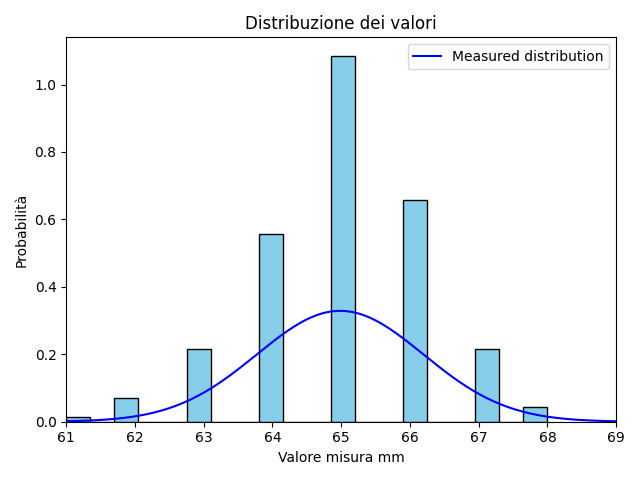 Distribuzione dei valori
Measured distribution
Probabilità
1.0
0.8
0.6
0.4
0.2
0.0
61 62 63 64 65 66 67 68 69
Valore misura mm